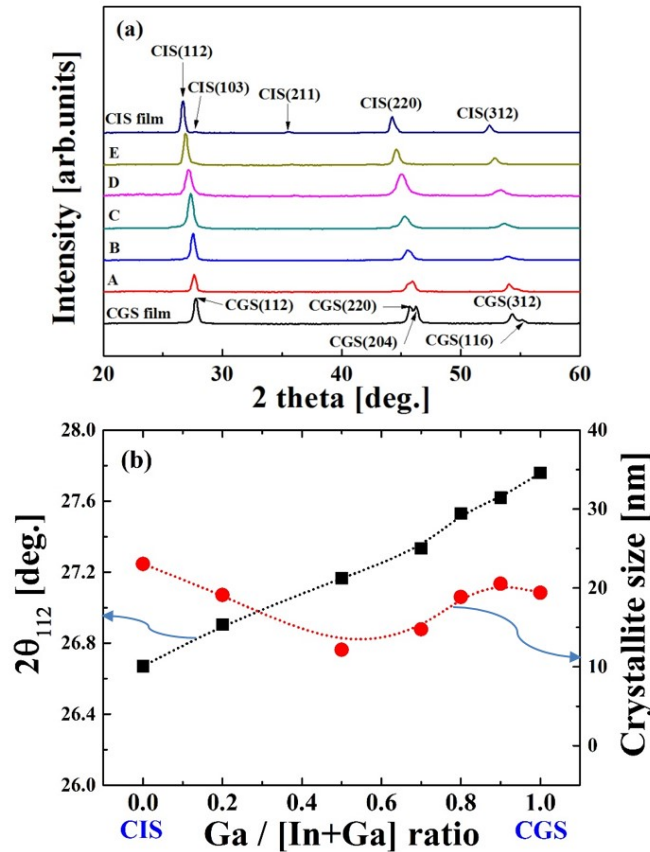 (a)
CIS(112)
CIS(103)
CIS(211)
CIS(220)
CIS(312)
CIS film
E
D
C
B
A
CGS film
CGS(112)
CGS(220)
CGS(204)
CGS(312)
CGS(116)
Intensity [arb.units]
20 30 40 50 60
2 theta [deg.]
(b)
28.0
27.6
27.2
26.8
26.4
26.0
2θ112 [deg.]
40
30
20
10
0
Crystallite size [nm]
0.0 0.2 0.4 0.6 0.8 1.0
CIS Ga / [In+Ga] ratio CGS